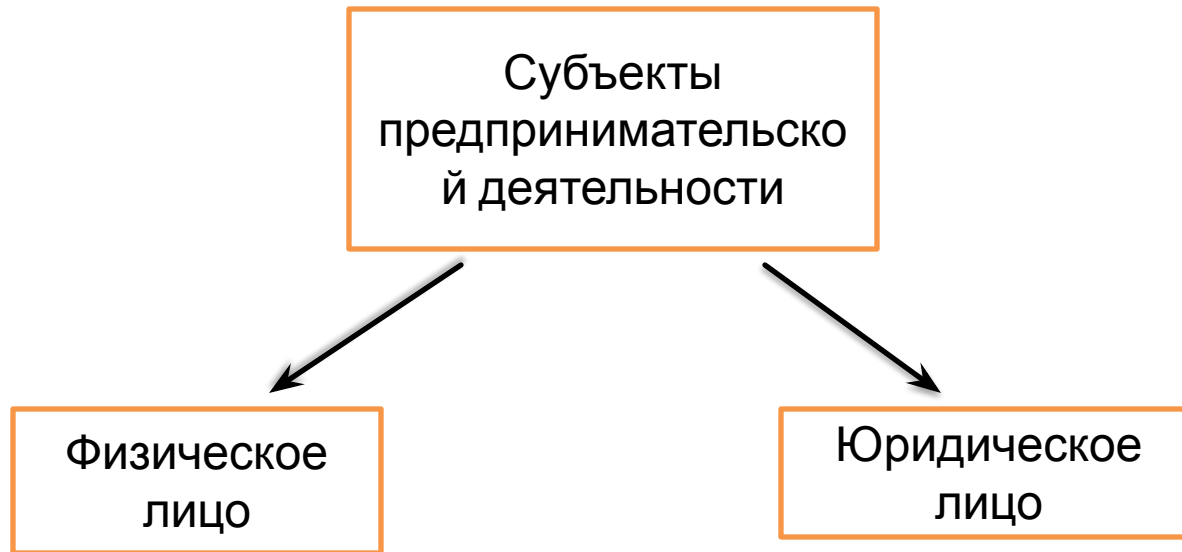 Субъекты
предпринимательско
й деятельности
Физическое
лицо
Юридическое
лицо